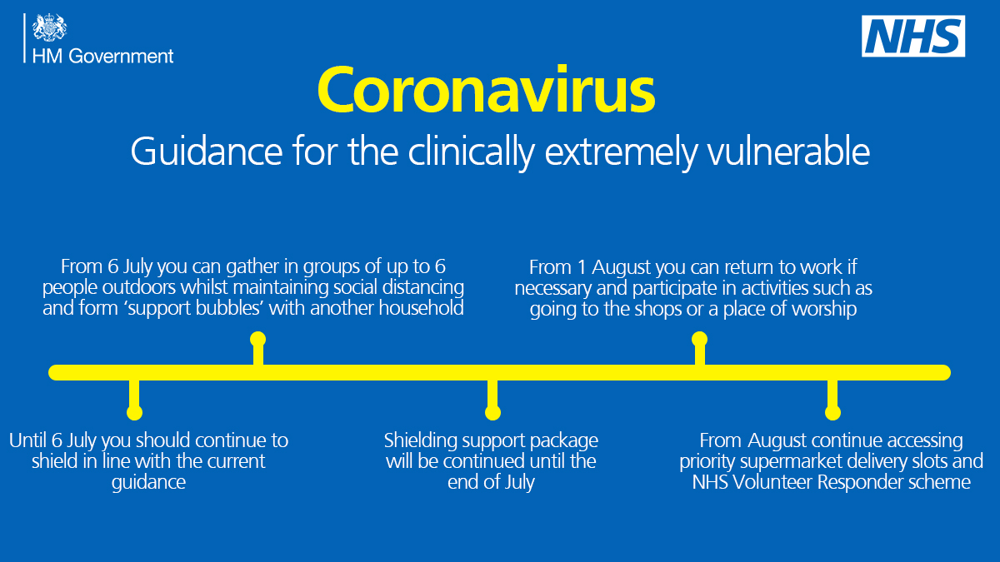 HM Government
NHS
Coronavirus
Guidance for the clinically extremely vulnerable
From 6 July you can gather in groups of up to 6
people outdoors whilst maintaining social distancing
and form ‘support bubbles’ with another household
From 1 August you can return to work if
necessary and participate in activities such as
going to the shops or a place of worship
Until 6 July you should continue to
shield in line with the current
guidance
Shielding support package
will be continued until the
end of July
From August continue accessing
priority supermarket delivery slots and
NHS Volunteer Responder scheme